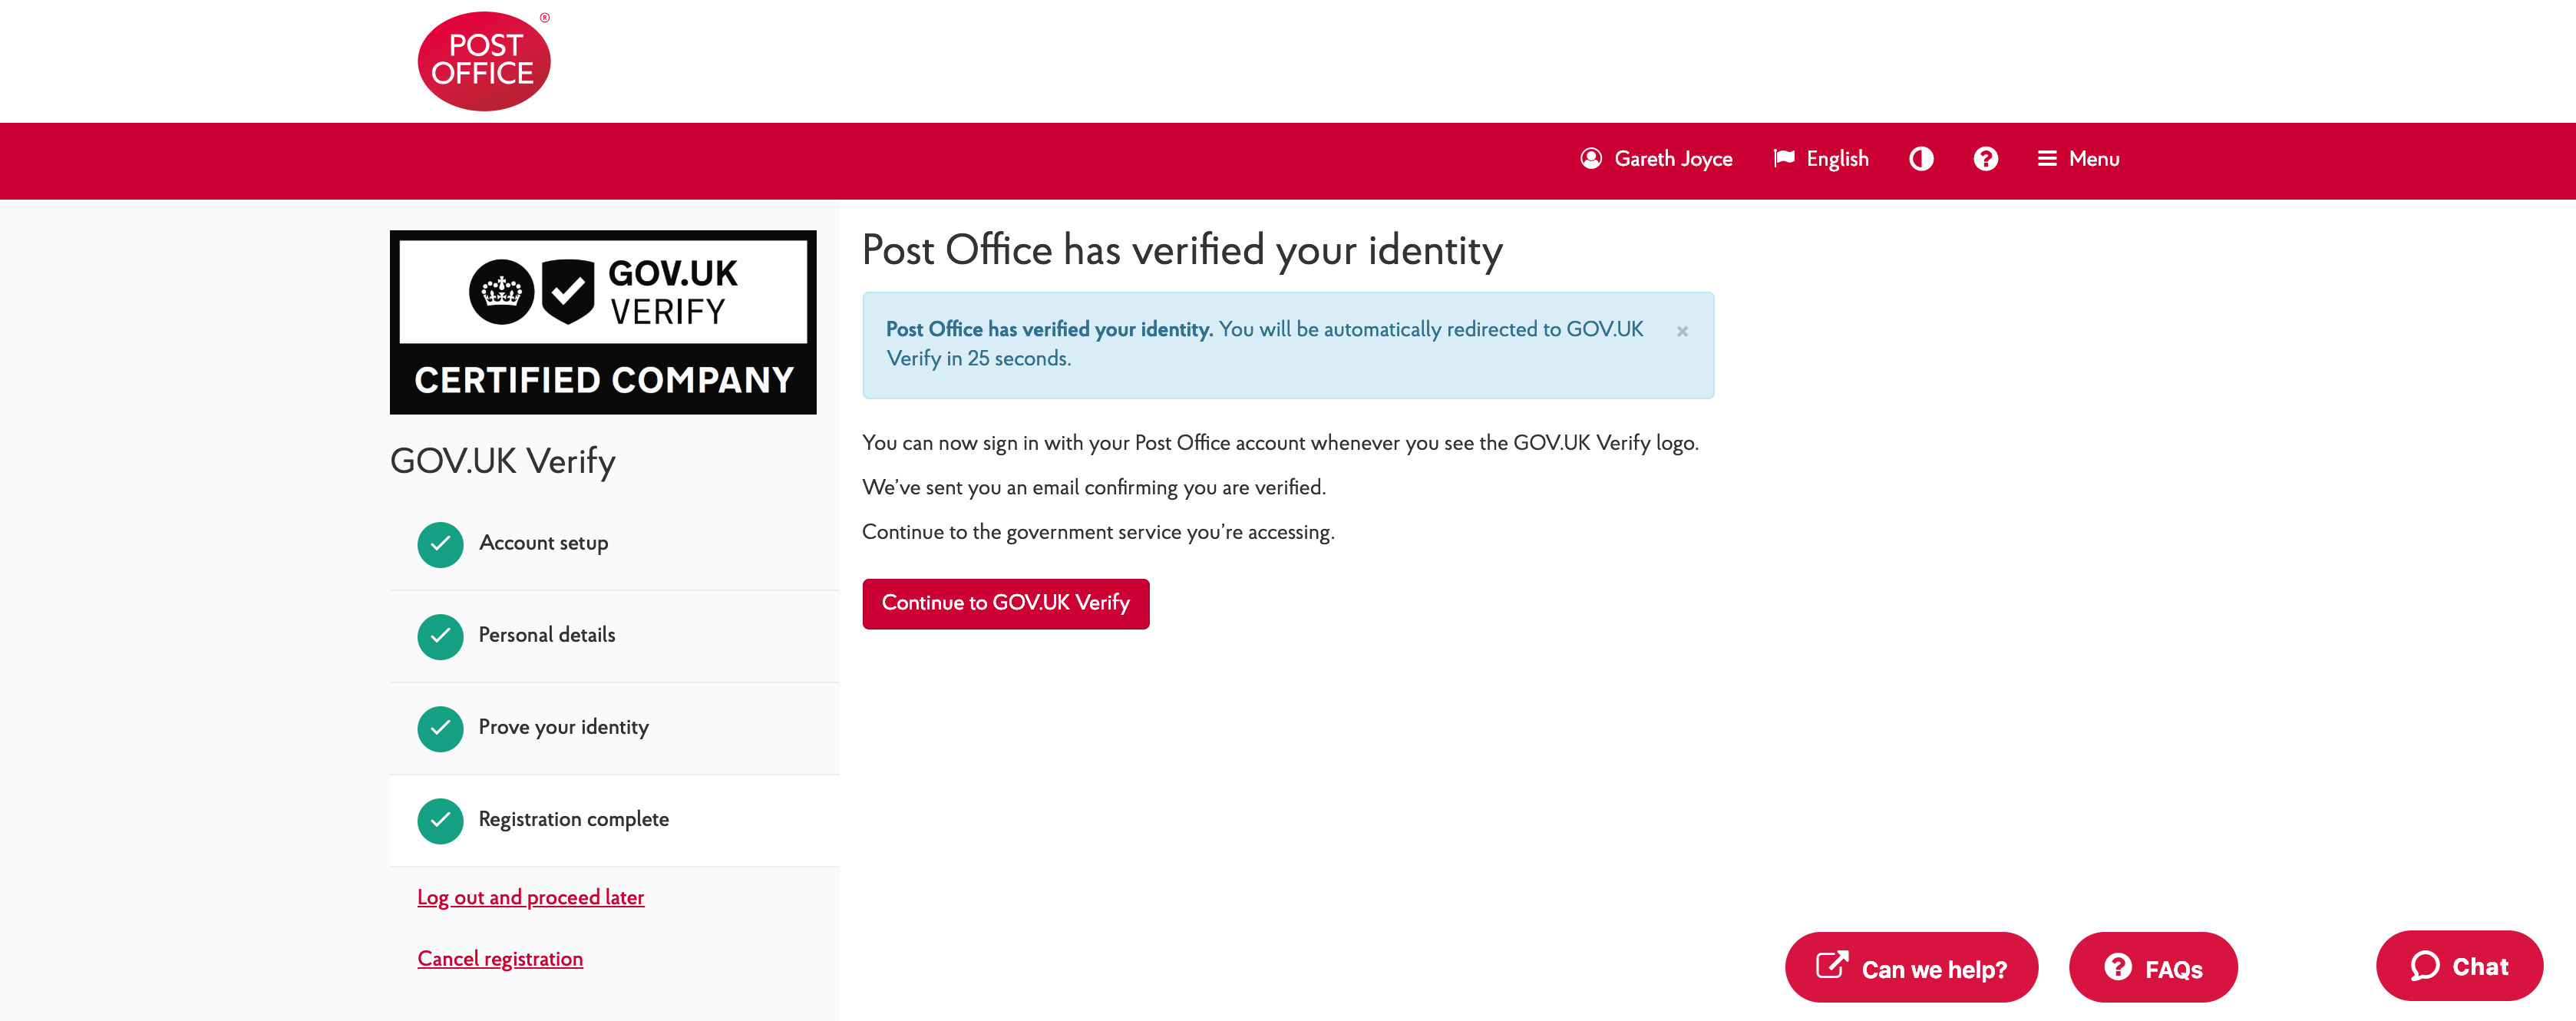 POST
OFFICE
®
Gareth Joyce
English
Menu
GOV.UK
VERIFY
CERTIFIED COMPANY
GOV.UK Verify
Account setup
Personal details
Prove your identity
Registration complete
Log out and proceed later
Cancel registration
Post Office has verified your identity
Post Office has verified your identity. You will be automatically redirected to GOV.UK
Verify in 25 seconds.
×
You can now sign in with your Post Office account whenever you see the GOV.UK Verify logo.
We’ve sent you an email confirming you are verified.
Continue to the government service you’re accessing.
Continue to GOV.UK Verify
Can we help?
FAQs
Chat